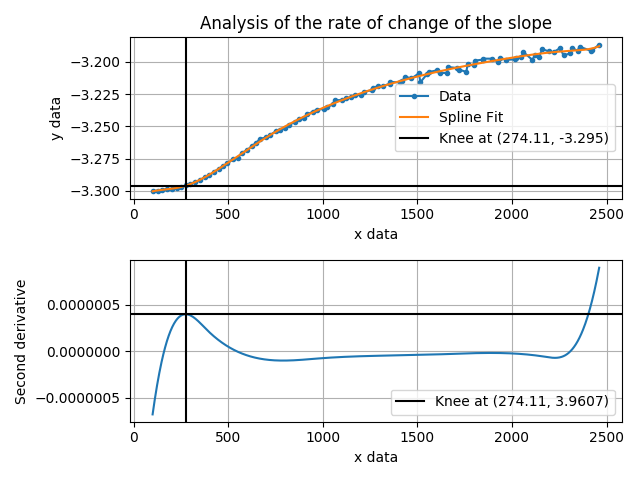 Analysis of the rate of change of the slope
y data
−3.200
−3.225
−3.250
−3.275
−3.300
Data
Spline Fit
Knee at (274.11, -3.295)
0
500
1000
1500
2000
2500
x data
Second derivative
0.0000005
0.0000000
−0.0000005
Knee at (274.11, 3.9607)
0
500
1000
1500
2000
2500
x data